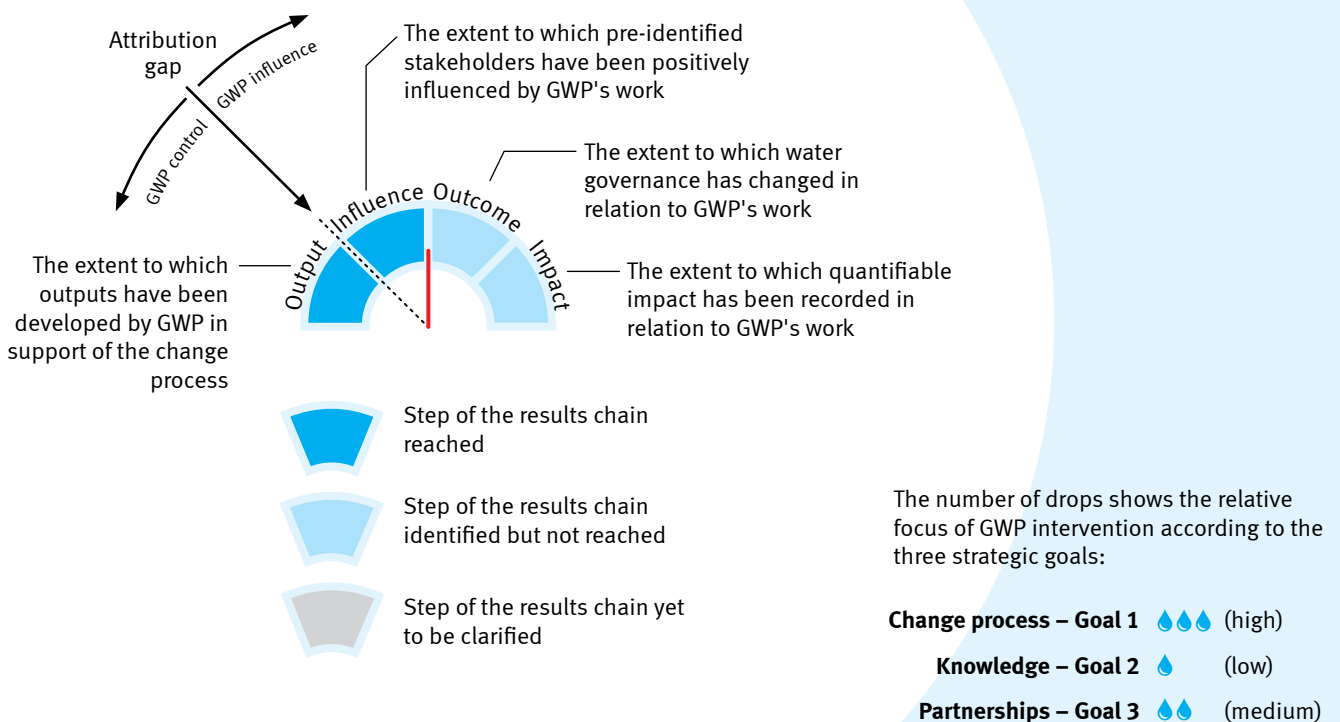 Attribution
gap
GWP influence
GWP control
The extent to which pre-identified
stakeholders have been positively
influenced by GWP's work
The extent to which water
governance has changed in
relation to GWP's work
Output
Influence
Outcome
Impact
The extent to which
outputs have been
developed by GWP in
support of the change
process
The extent to which quantifiable
impact has been recorded in
relation to GWP's work
Step of the results chain
reached
Step of the results chain
identified but not reached
Step of the results chain yet
to be clarified
The number of drops shows the relative
focus of GWP intervention according to the
three strategic goals:
Change process – Goal 1 (high)
Knowledge – Goal 2 (low)
Partnerships – Goal 3 (medium)